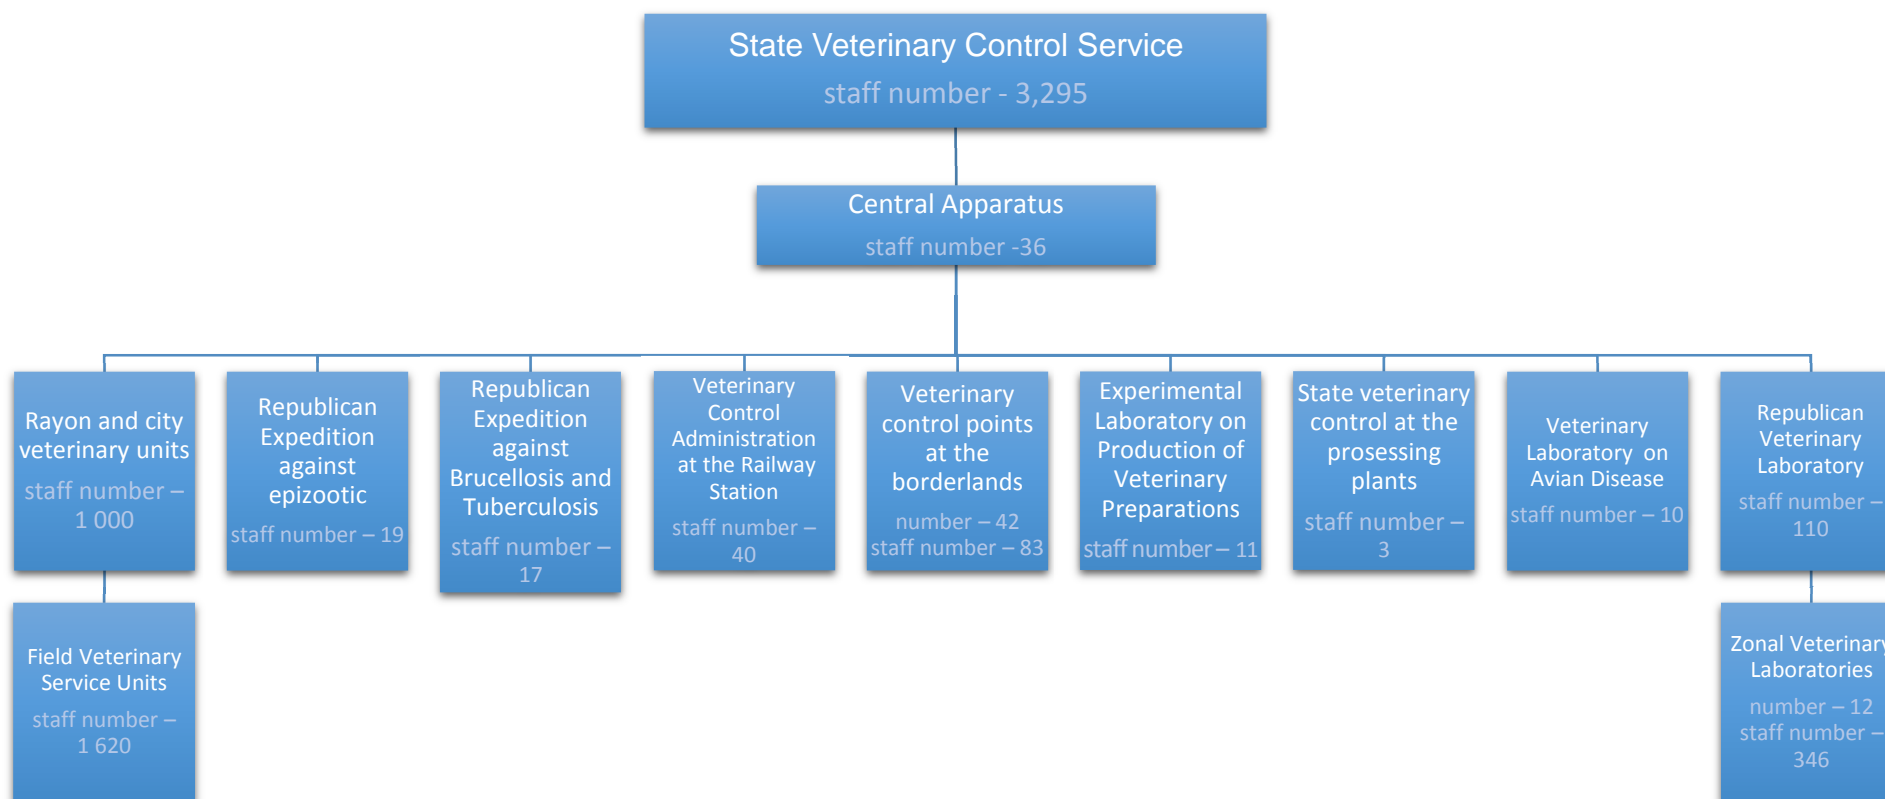 State Veterinary Control Service
staff number - 3,295
Central Apparatus
staff number -36
Rayon and city
veterinary units
staff number –
1 000
Republican
Expedition
against
epizootic
staff number – 19
Republican
Expedition
against
Brucellosis and
Tuberculosis
staff number –
17
Veterinary
Control
Administration
at the Railway
Station
staff number –
40
Veterinary
control points
at the
borderlands
number – 42
staff number – 83
Experimental
Laboratory on
Production of
Veterinary
Preparations
staff number – 11
State veterinary
control at the
prosessing
plants
staff number –
3
Veterinary
Laboratory on
Avian Disease
staff number – 10
Republican
Veterinary
Laboratory
staff number –
110
Field Veterinary
Service Units
staff number –
1 620
Zonal Veterinary
Laboratories
number – 12
staff number –
346